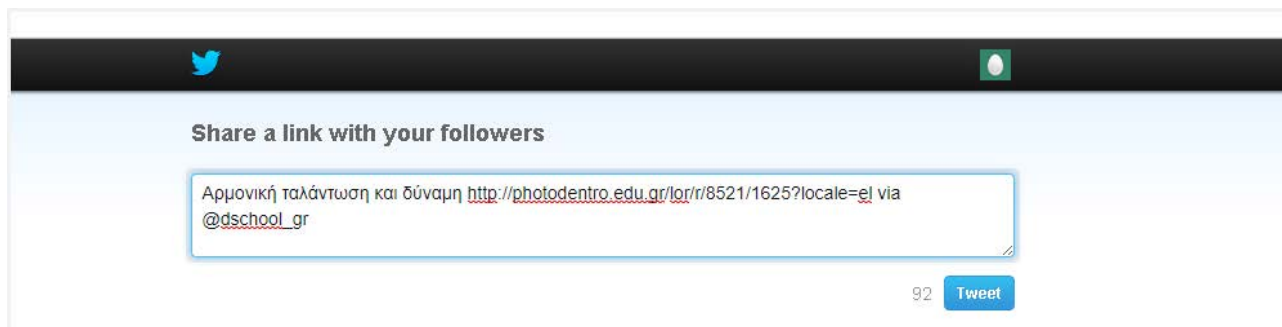 Share a link with your followers
Αρμονική ταλάντωση και δύναμη http://photodentro.edu.gr/lor/r/8521/1625?locale=el via
@dschool_gr
92 Tweet